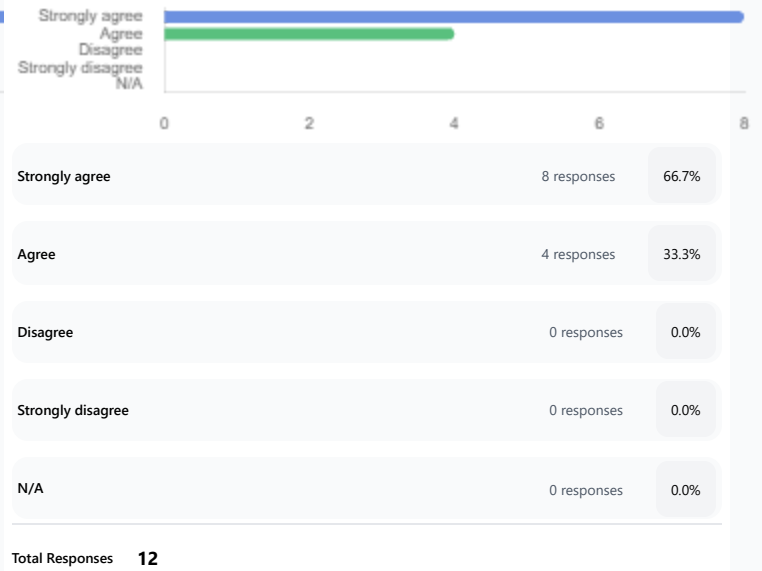 Strongly agree
Agree
Disagree
Strongly disagree
N/A
0 2 4 6 8
Strongly agree 8 responses 66.7%
Agree 4 responses 33.3%
Disagree 0 responses 0.0%
Strongly disagree 0 responses 0.0%
N/A 0 responses 0.0%
Total Responses 12